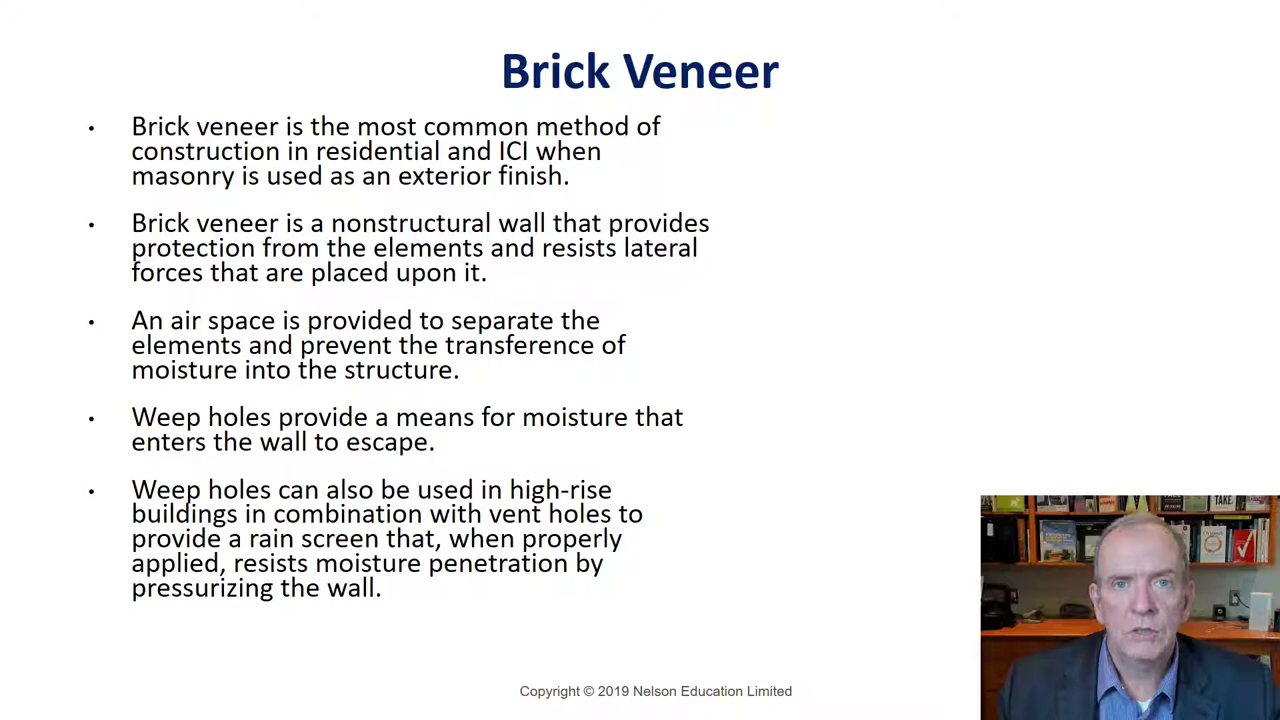 Brick Veneer
• Brick veneer is the most common method of
construction in residential and ICI when
masonry is used as an exterior finish.
• Brick veneer is a nonstructural wall that provides
protection from the elements and resists lateral
forces that are placed upon it.
• An air space is provided to separate the
elements and prevent the transference of
moisture into the structure.
• Weep holes provide a means for moisture that
enters the wall to escape.
• Weep holes can also be used in high-rise
buildings in combination with vent holes to
provide a rain screen that, when properly
applied, resists moisture penetration by
pressurizing the wall.
TAKE
Copyright © 2019 Nelson Education Limited